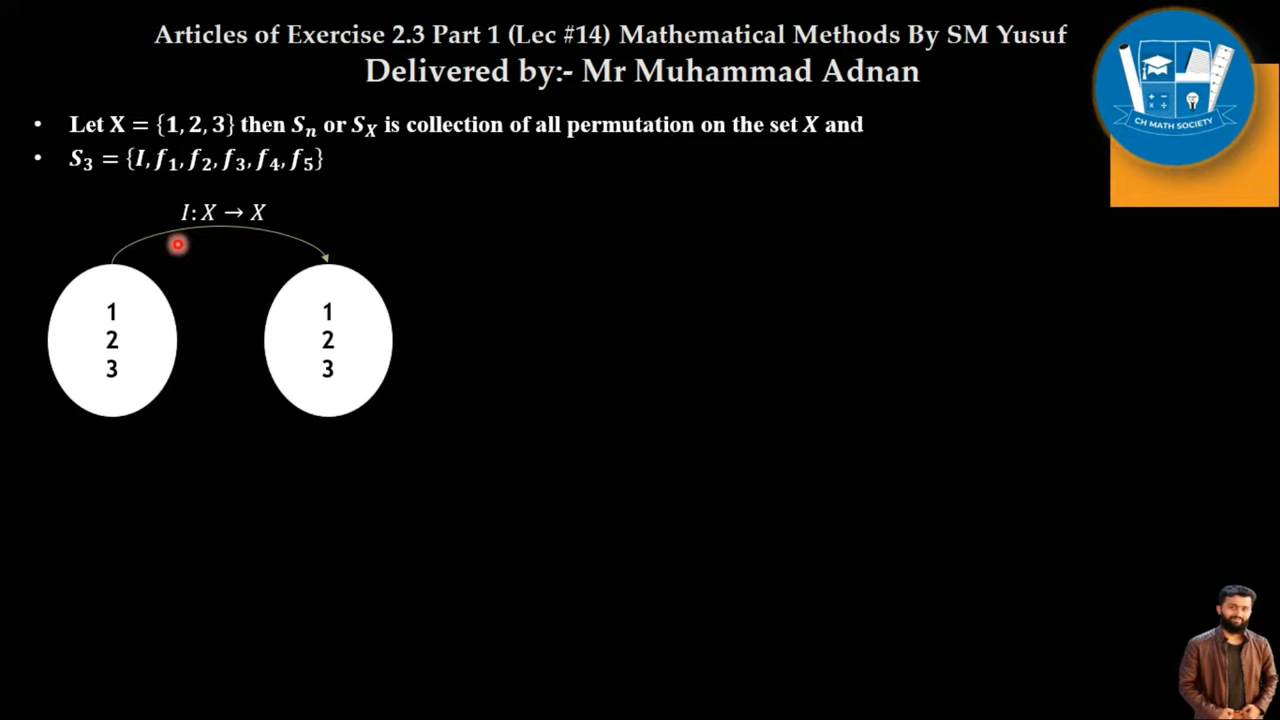 Articles of Exercise 2.3 Part 1 (Lec #14) Mathematical Methods By SM Yusuf
Delivered by:- Mr Muhammad Adnan
CH MATH SOCIETY
• Let X = {1, 2, 3} then Sₙ or S_X is collection of all permutation on the set X and
• S₃ = {I, f₁, f₂, f₃, f₄, f₅}
I: X → X
1 1
2 2
3 3